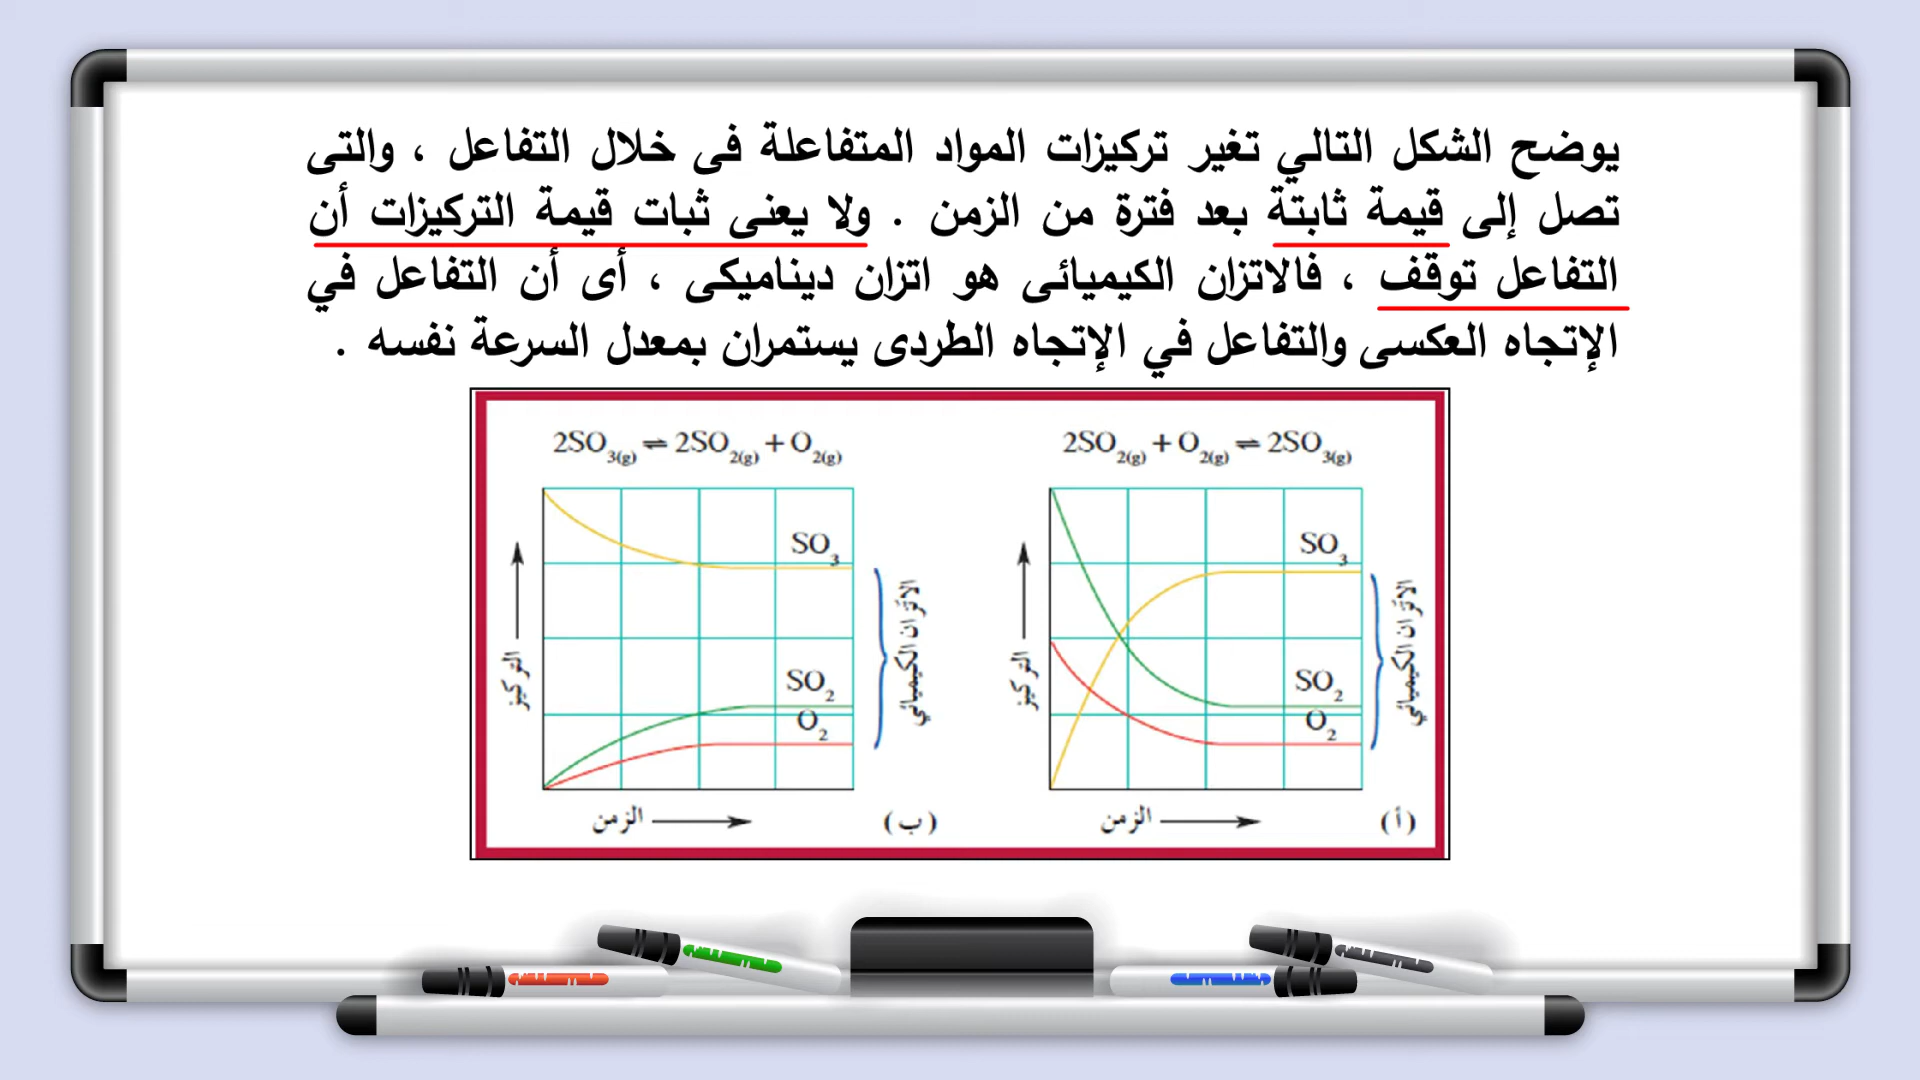 يوضح الشكل التالي تغير تركيزات المواد المتفاعلة فى خلال التفاعل ، والتى
تصل إلى قيمة ثابتة بعد فترة من الزمن . ولا يعنى ثبات قيمة التركيزات أن
التفاعل توقف ، فالاتزان الكيميائى هو اتزان ديناميكى ، أى أن التفاعل في
الإتجاه العكسى والتفاعل في الإتجاه الطردى يستمران بمعدل السرعة نفسه .
2SO₂(g) + O₂(g) ⇌ 2SO₃(g)
SO₃
SO₂
O₂
التركيز
الاتزان الكيميائي
الزمن
(أ)
2SO₃(g) ⇌ 2SO₂(g) + O₂(g)
SO₃
SO₂
O₂
التركيز
الاتزان الكيميائي
الزمن
(ب)